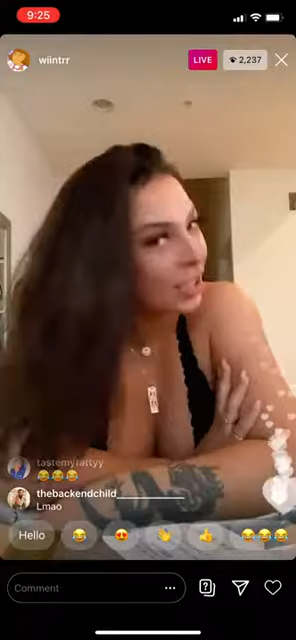 9:25
wiintrr
LIVE
2,237
tastemyfattyy
😂😂😂
thebackendchild_
Lmao
Hello 😂 😍 👏 👍 😂😂😂
Comment